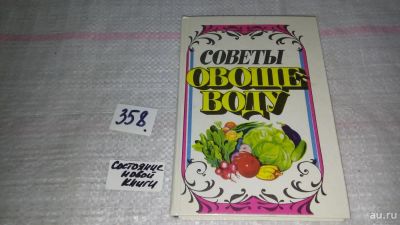 СОВЕТЫ
ОВОЩЕ-
ВОДУ
358.
Состояние
новой
книги
au.ru